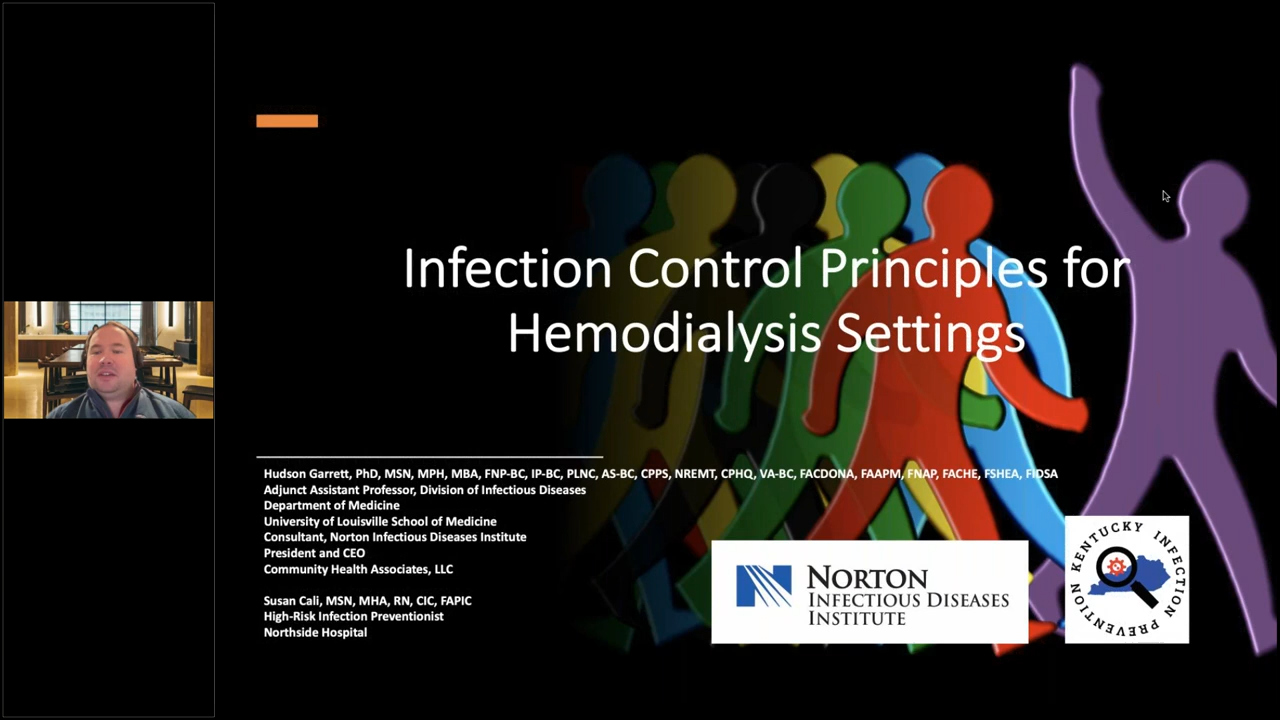 Infection Control Principles for
Hemodialysis Settings
Hudson Garrett, PhD, MSN, MPH, MBA, FNP-BC, IP-BC, PLNC, AS-BC, CPPS, NREMT, CPHQ, VA-BC, FACDONA, FAAPM, FNAP, FACHE, FSHEA, FIDSA
Adjunct Assistant Professor, Division of Infectious Diseases
Department of Medicine
University of Louisville School of Medicine
Consultant, Norton Infectious Diseases Institute
President and CEO
Community Health Associates, LLC
Susan Cali, MSN, MHA, RN, CIC, FAPIC
High-Risk Infection Preventionist
Northside Hospital
NORTON
INFECTIOUS DISEASES
INSTITUTE
KENTUCKY INFECTION PREVENTION